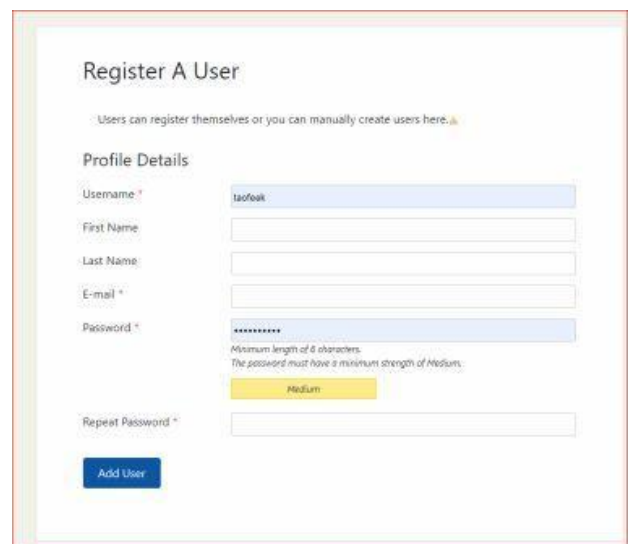 Register A User
Users can register themselves or you can manually create users here.
Profile Details
Username *
taofeek
First Name
Last Name
E-mail *
Password *
••••••••••
Minimum length of 6 characters.
The password must have a minimum strength of Medium.
Medium
Repeat Password *
Add User